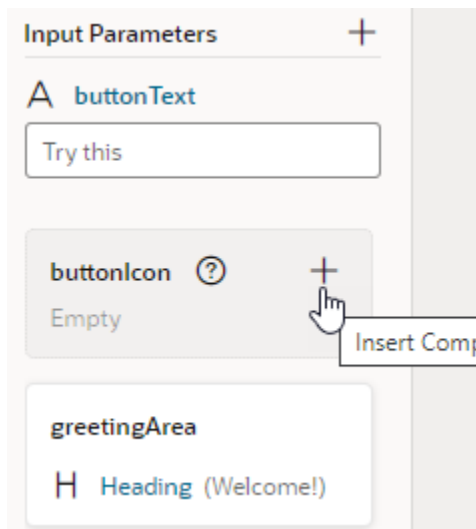 Input Parameters
A buttonText
Try this
buttonIcon ?
Empty
Insert Comp
greetingArea
H Heading (Welcome!)